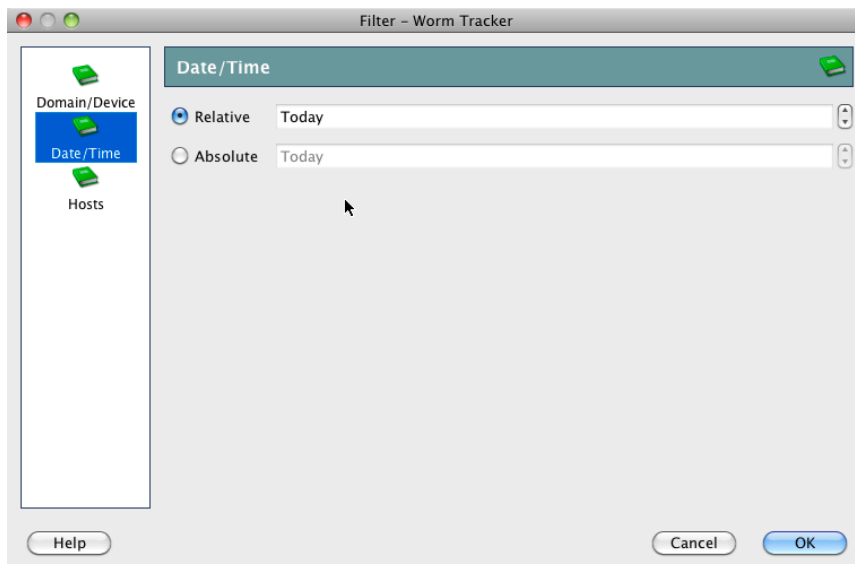 Filter – Worm Tracker
Domain/Device
Date/Time
Hosts
Date/Time
Relative Today
Absolute Today
Help
Cancel
OK